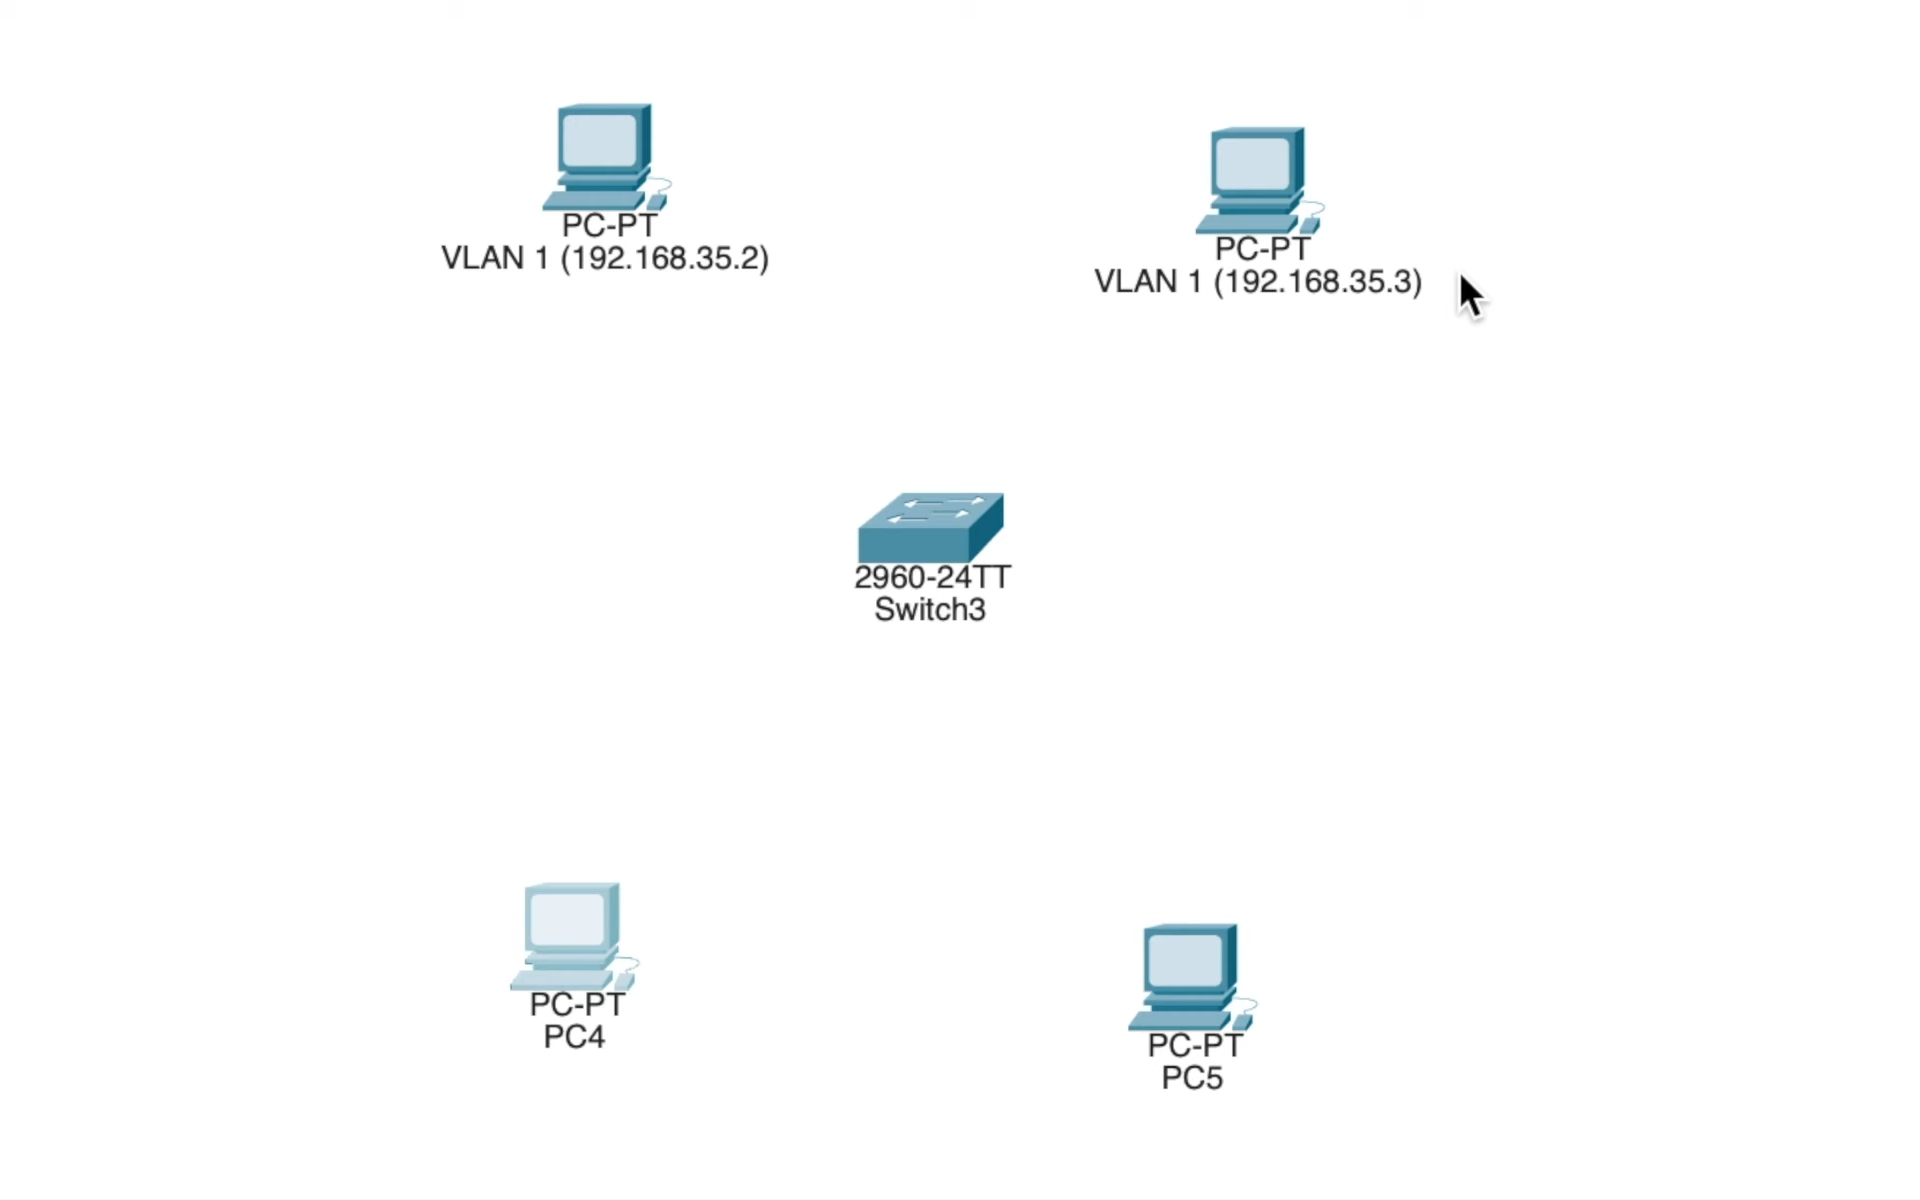 PC-PT
VLAN 1 (192.168.35.2)
PC-PT
VLAN 1 (192.168.35.3)
2960-24TT
Switch3
PC-PT
PC4
PC-PT
PC5